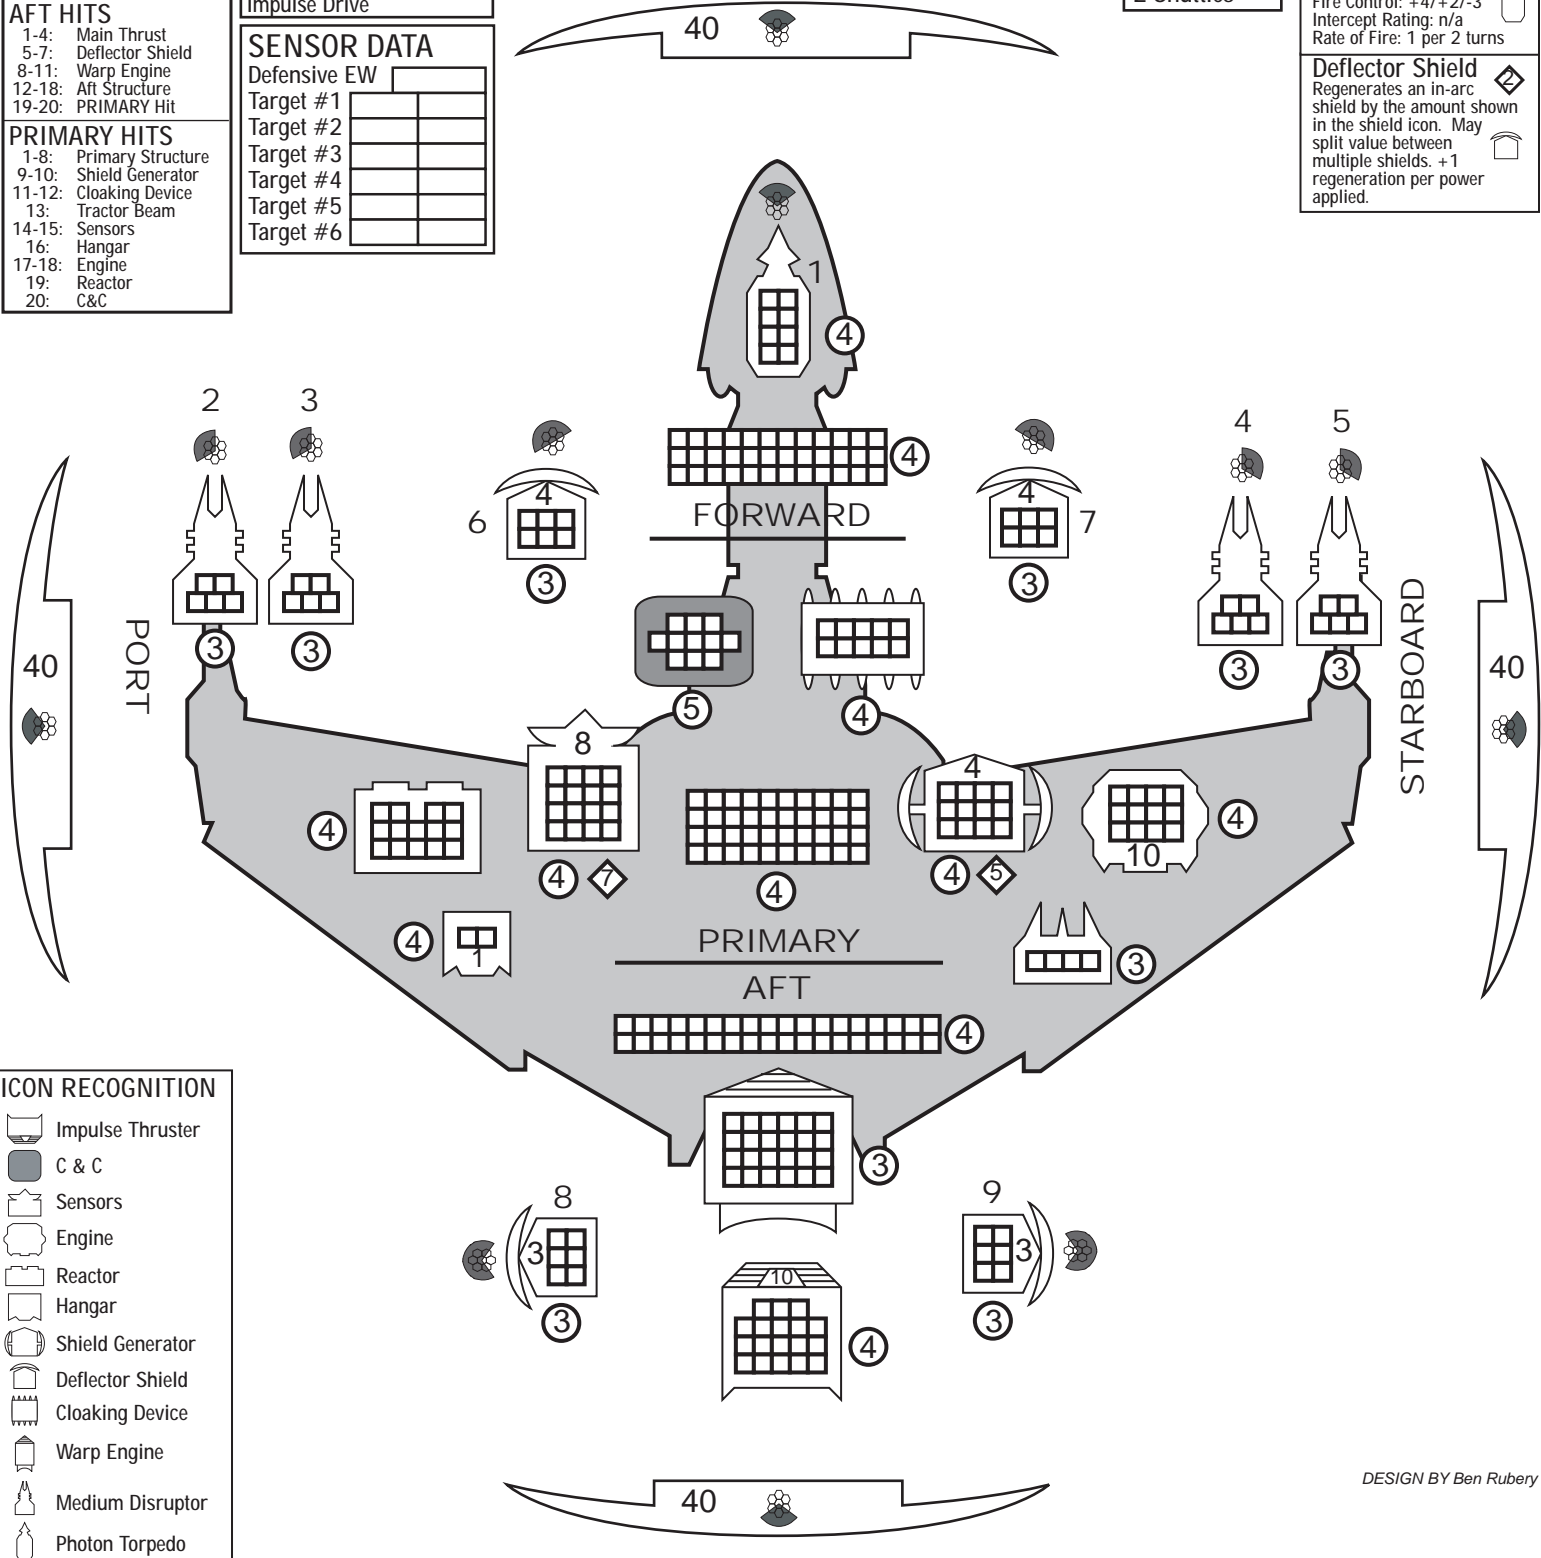 AFT HITS
1-4: Main Thrust
5-7: Deflector Shield
8-11: Warp Engine
12-18: Aft Structure
19-20: PRIMARY Hit
PRIMARY HITS
1-8: Primary Structure
9-10: Shield Generator
11-12: Cloaking Device
13: Tractor Beam
14-15: Sensors
16: Hangar
17-18: Engine
19: Reactor
20: C&C
Impulse Drive
SENSOR DATA
Defensive EW
Target #1
Target #2
Target #3
Target #4
Target #5
Target #6
40
2 Shuttles
Fire Control: +4/+2/-3
Intercept Rating: n/a
Rate of Fire: 1 per 2 turns
Deflector Shield
2
Regenerates an in-arc
shield by the amount shown
in the shield icon. May
split value between
multiple shields. +1
regeneration per power
applied.
1
4
2 3
4 5
4
6 4
FORWARD
4 7
3
3
5
4
3 3
3 3
PORT
STARBOARD
40
40
8
4
4
4 7
4
4 5
10
4
4
1
PRIMARY
3
AFT
4
3
8
3
3
9
3
3
10
4
40
ICON RECOGNITION
Impulse Thruster
C & C
Sensors
Engine
Reactor
Hangar
Shield Generator
Deflector Shield
Cloaking Device
Warp Engine
Medium Disruptor
Photon Torpedo
DESIGN BY Ben Rubery